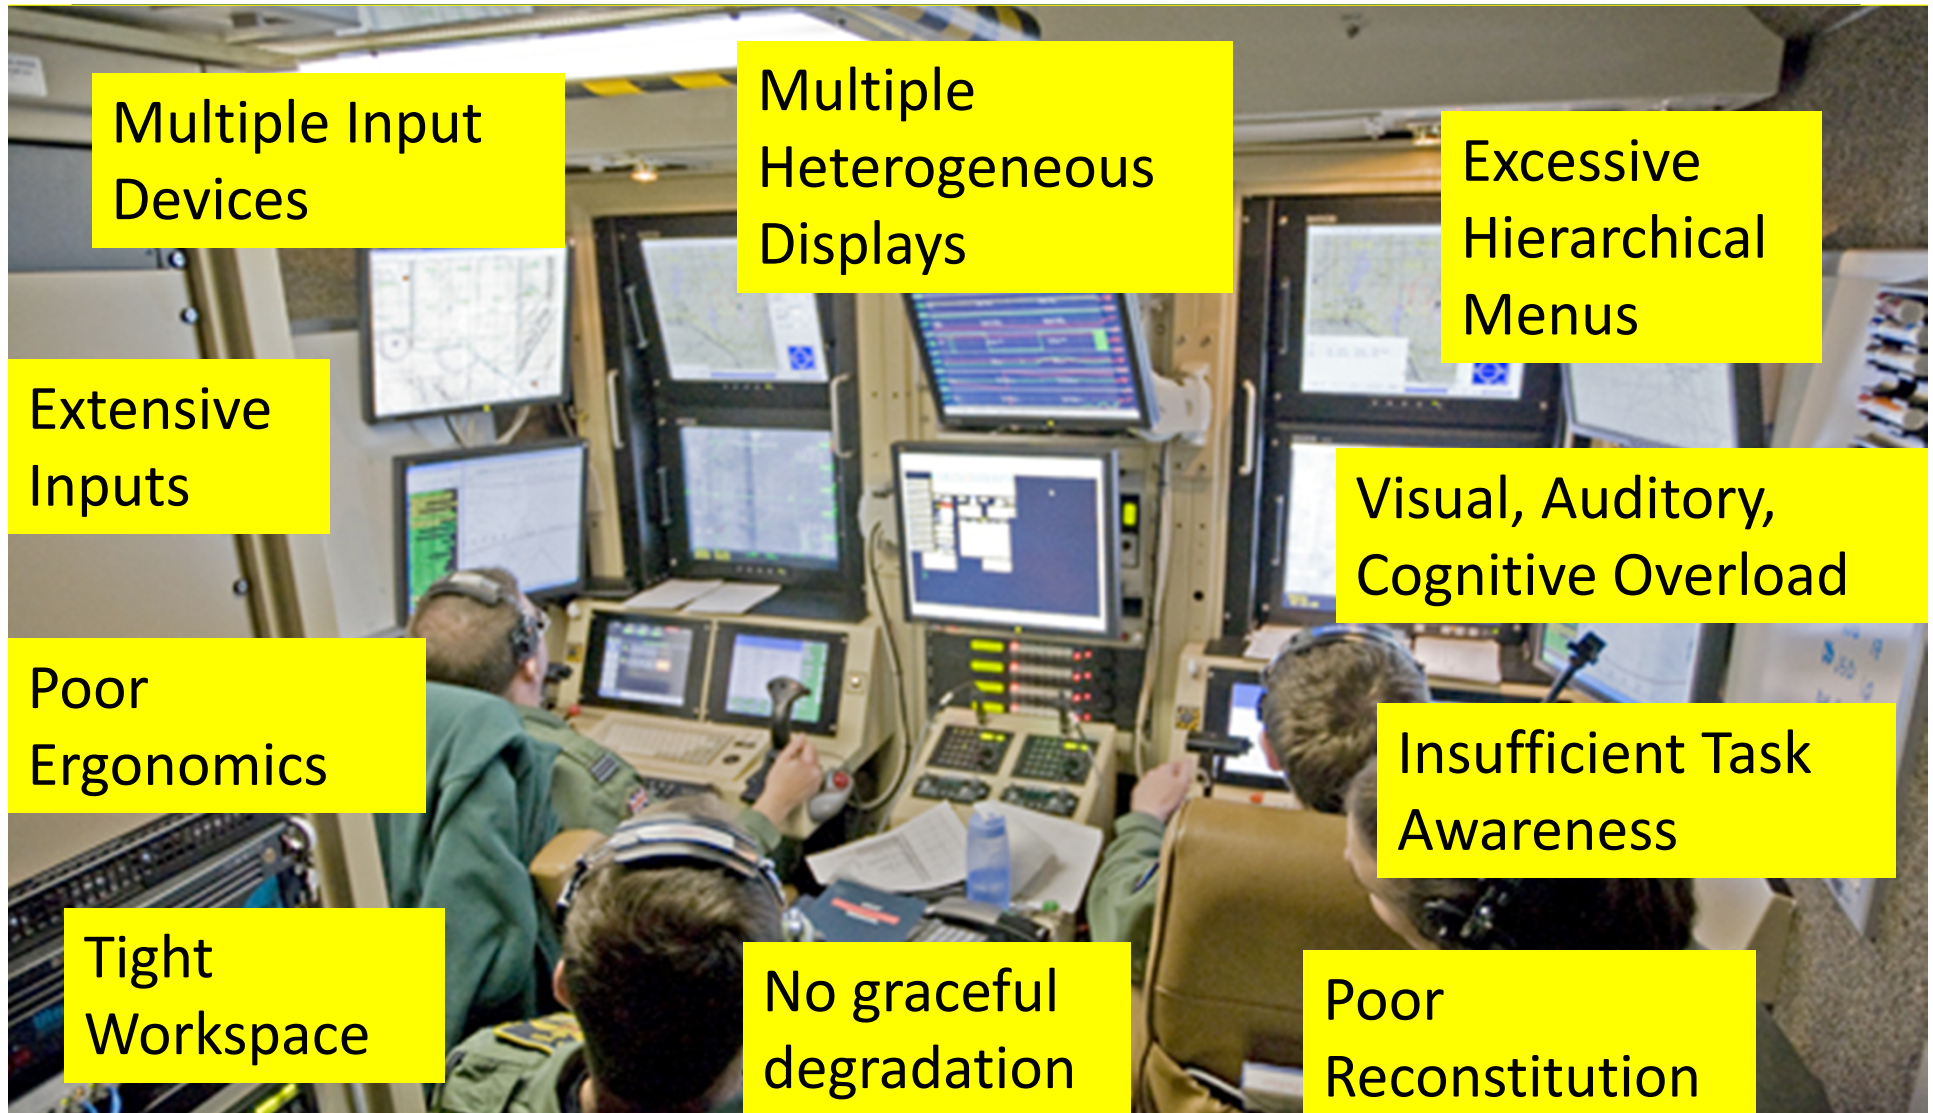 Multiple Input
Devices
Multiple
Heterogeneous
Displays
Excessive
Hierarchical
Menus
Extensive
Inputs
Visual, Auditory,
Cognitive Overload
Poor
Ergonomics
Insufficient Task
Awareness
Tight
Workspace
No graceful
degradation
Poor
Reconstitution